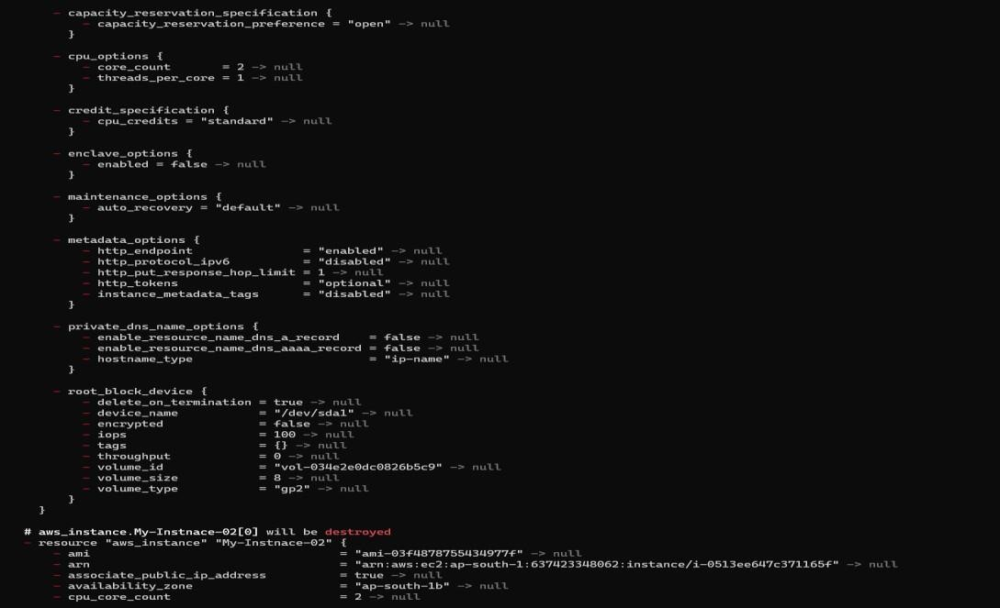 - capacity_reservation_specification {
- capacity_reservation_preference = "open" -> null
}
- cpu_options {
- core_count       = 2 -> null
- threads_per_core = 1 -> null
}
- credit_specification {
- cpu_credits = "standard" -> null
}
- enclave_options {
- enabled = false -> null
}
- maintenance_options {
- auto_recovery = "default" -> null
}
- metadata_options {
- http_endpoint               = "enabled" -> null
- http_protocol_ipv6          = "disabled" -> null
- http_put_response_hop_limit = 1 -> null
- http_tokens                 = "optional" -> null
- instance_metadata_tags      = "disabled" -> null
}
- private_dns_name_options {
- enable_resource_name_dns_a_record    = false -> null
- enable_resource_name_dns_aaaa_record = false -> null
- hostname_type                        = "ip-name" -> null
}
- root_block_device {
- delete_on_termination = true -> null
- device_name           = "/dev/sda1" -> null
- encrypted             = false -> null
- iops                  = 100 -> null
- tags                  = {} -> null
- throughput            = 0 -> null
- volume_id             = "vol-034e2e0dc0826b5c9" -> null
- volume_size           = 8 -> null
- volume_type           = "gp2" -> null
}
}
# aws_instance.My-Instnace-02[0] will be destroyed
- resource "aws_instance" "My-Instnace-02" {
- ami                                  = "ami-03f4878755434977f" -> null
- arn                                  = "arn:aws:ec2:ap-south-1:637423348062:instance/i-0513ee647c371165f" -> null
- associate_public_ip_address          = true -> null
- availability_zone                    = "ap-south-1b" -> null
- cpu_core_count                       = 2 -> null